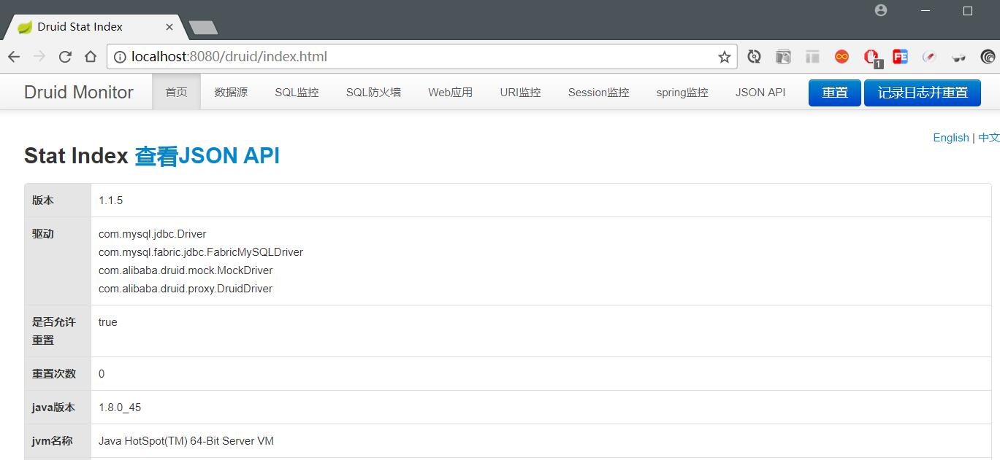 Druid Stat Index
localhost:8080/druid/index.html
1
Druid Monitor 首页 数据源 SQL监控 SQL防火墙 Web应用 URI监控 Session监控 spring监控 JSON API 重置 记录日志并重置
English | 中文
Stat Index 查看JSON API
版本 1.1.5
驱动 com.mysql.jdbc.Driver
com.mysql.fabric.jdbc.FabricMySQLDriver
com.alibaba.druid.mock.MockDriver
com.alibaba.druid.proxy.DruidDriver
是否允许 true
重置
重置次数 0
java版本 1.8.0_45
jvm名称 Java HotSpot(TM) 64-Bit Server VM